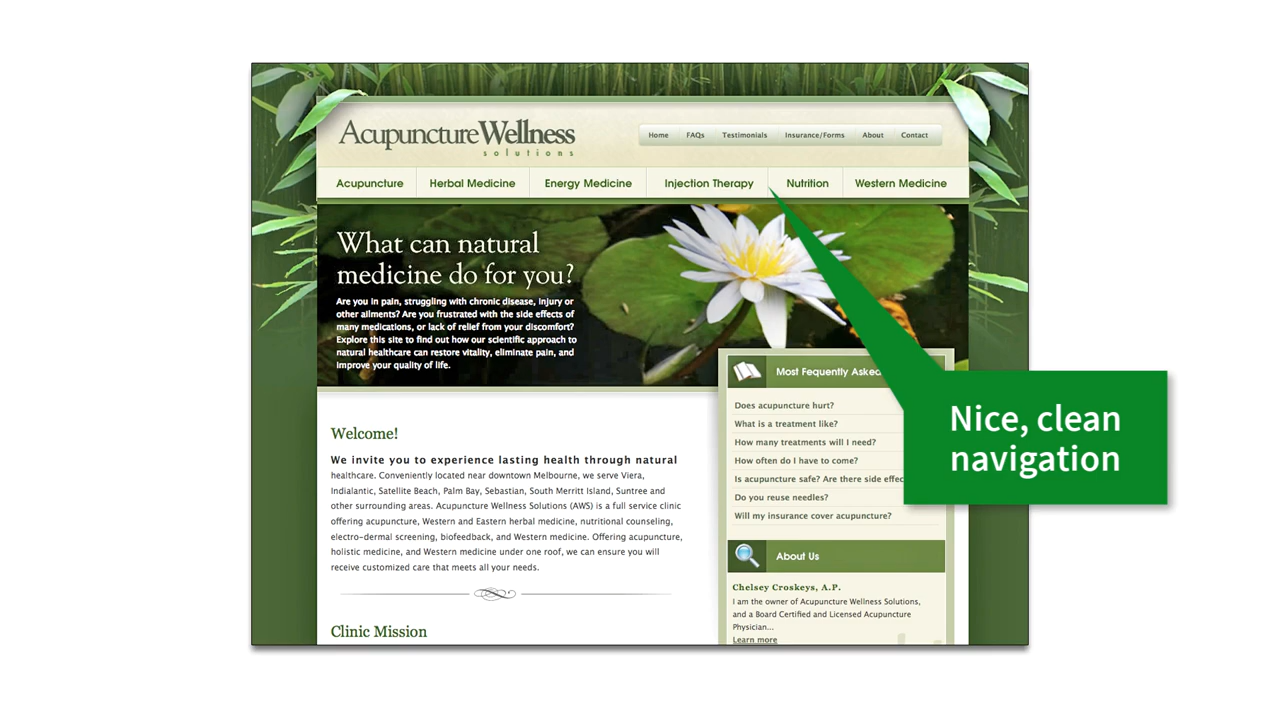 AcupunctureWellness
solutions
Home FAQs Testimonials Insurance/Forms About Contact
Acupuncture Herbal Medicine Energy Medicine Injection Therapy Nutrition Western Medicine
What can natural
medicine do for you?
Are you in pain, struggling with chronic disease, injury or
other ailments? Are you frustrated with the side effects of
many medications, or lack of relief from your discomfort?
Explore this site to find out how our scientific approach to
natural healthcare can restore vitality, eliminate pain, and
improve your quality of life.
Welcome!
We invite you to experience lasting health through natural
healthcare. Conveniently located near downtown Melbourne, we serve Viera,
Indialantic, Satellite Beach, Palm Bay, Sebastian, South Merritt Island, Suntree and
other surrounding areas. Acupuncture Wellness Solutions (AWS) is a full service clinic
offering acupuncture, Western and Eastern herbal medicine, nutritional counseling,
electro-dermal screening, biofeedback, and Western medicine. Offering acupuncture,
holistic medicine, and Western medicine under one roof, we can ensure you will
receive customized care that meets all your needs.
Clinic Mission
Most Fequently Asked
Does acupuncture hurt?
What is a treatment like?
How many treatments will I need?
How often do I have to come?
Is acupuncture safe? Are there side effec
Do you reuse needles?
Will my insurance cover acupuncture?
About Us
Chelsey Croskeys, A.P.
I am the owner of Acupuncture Wellness Solutions,
and a Board Certified and Licensed Acupuncture
Physician...
Learn more
Nice, clean
navigation